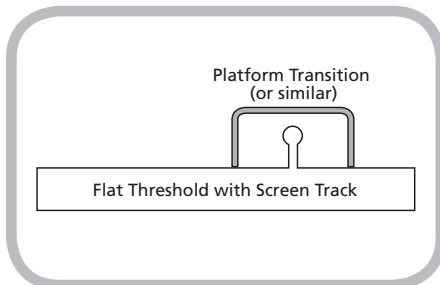 Platform Transition
(or similar)
Flat Threshold with Screen Track